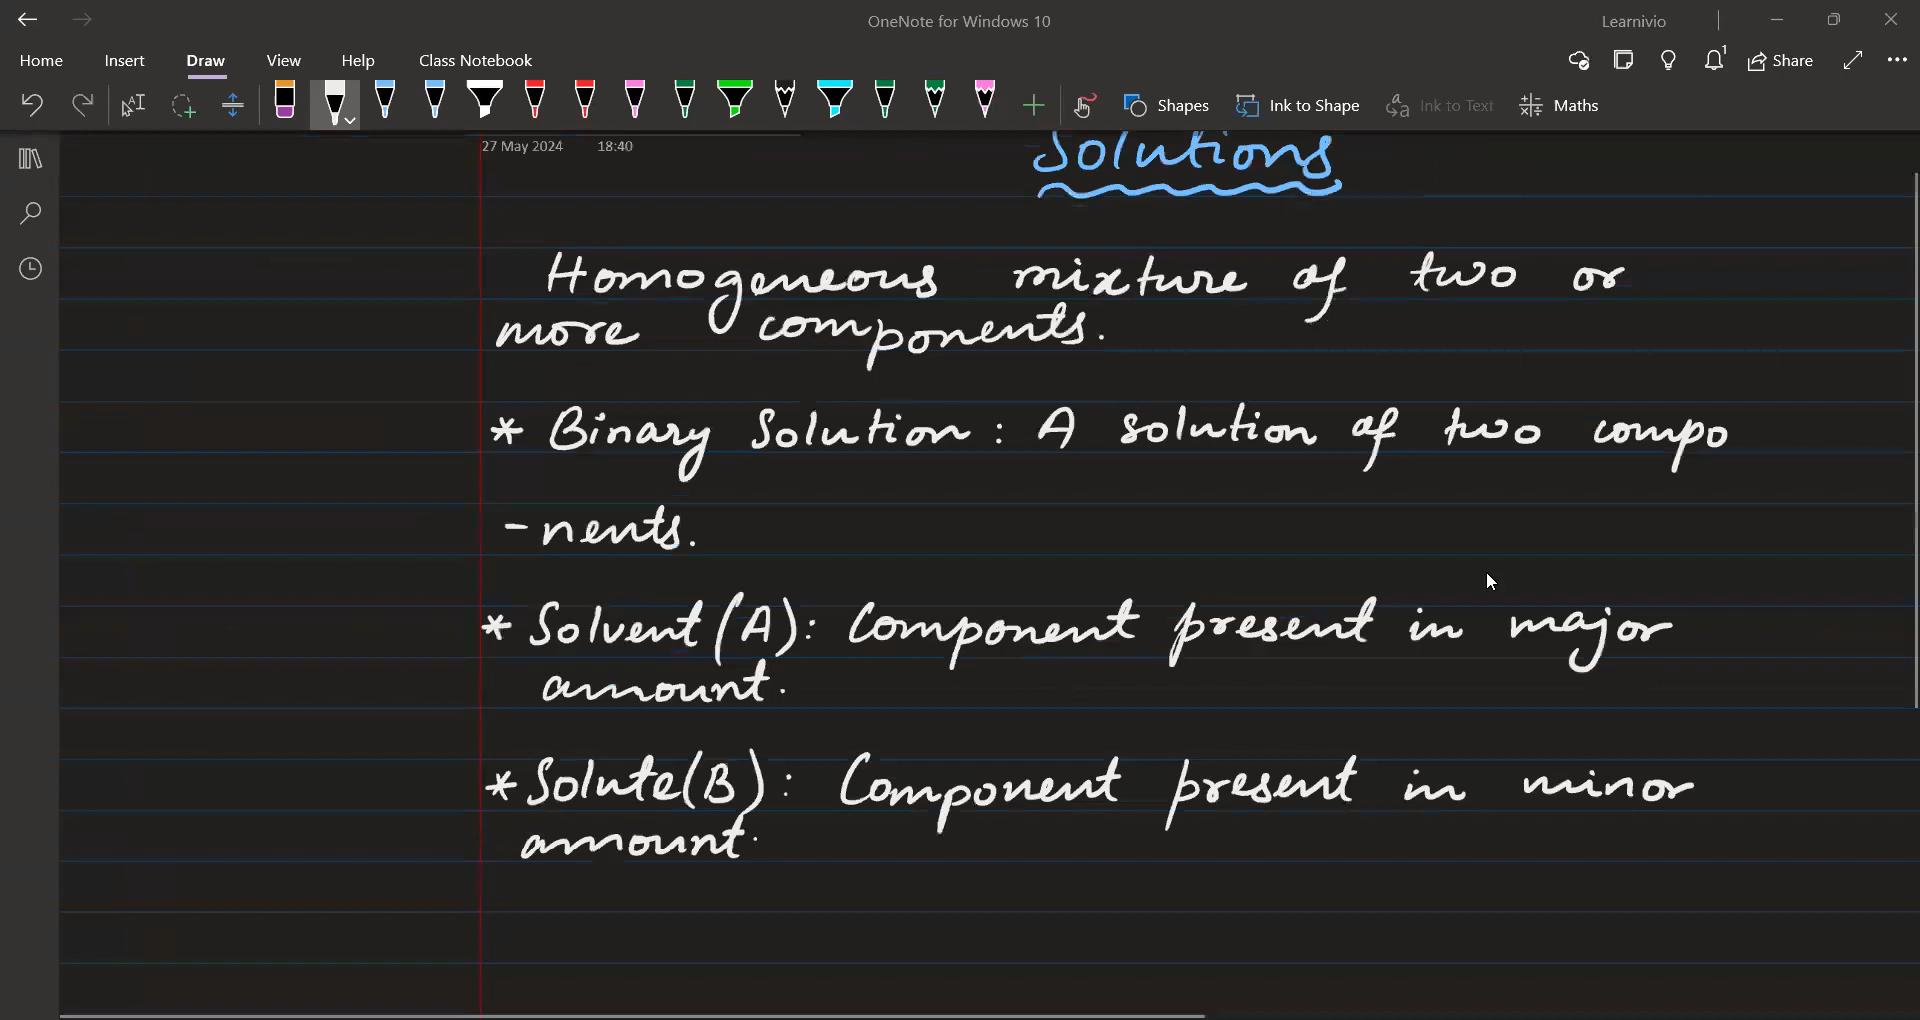 OneNote for Windows 10
Learnivio
Home Insert Draw View Help Class Notebook
1
Share
Shapes Ink to Shape Ink to Text Maths
27 May 2024 18:40
Solutions
Homogeneous mixture of two or
more components.
* Binary Solution : A solution of two compo
- nents.
* Solvent (A) : Component present in major
amount.
* Solute (B) : Component present in minor
amount.